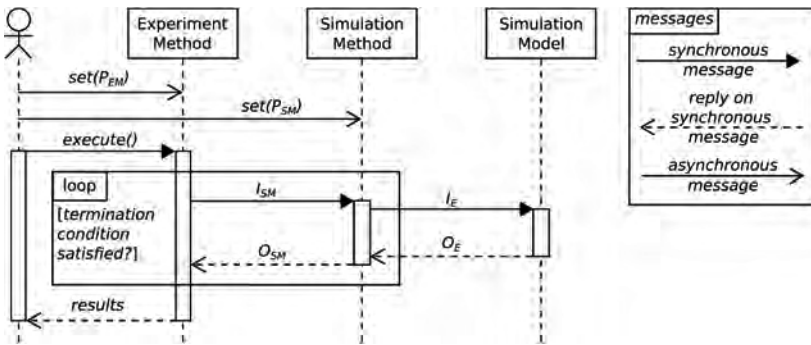 Experiment
Method
Simulation
Method
Simulation
Model
messages
synchronous
message
reply on
synchronous
message
asynchronous
message
set(P_EM)
set(P_SM)
execute()
loop
[termination
condition
satisfied?]
I_SM
I_E
O_SM
O_E
results